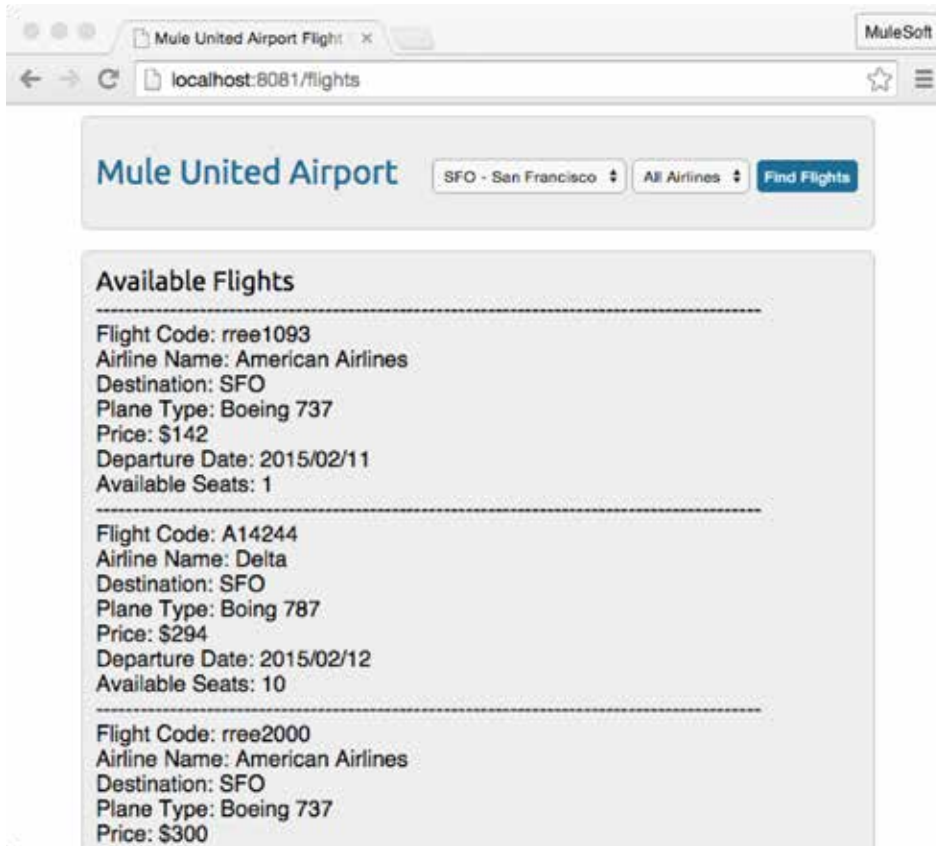 Mule United Airport Flight
MuleSoft
localhost:8081/flights
Mule United Airport
SFO - San Francisco
All Airlines
Find Flights
Available Flights
--------------------------------------------------------------------------------------------
Flight Code: rree1093
Airline Name: American Airlines
Destination: SFO
Plane Type: Boeing 737
Price: $142
Departure Date: 2015/02/11
Available Seats: 1
--------------------------------------------------------------------------------------------
Flight Code: A14244
Airline Name: Delta
Destination: SFO
Plane Type: Boing 787
Price: $294
Departure Date: 2015/02/12
Available Seats: 10
--------------------------------------------------------------------------------------------
Flight Code: rree2000
Airline Name: American Airlines
Destination: SFO
Plane Type: Boeing 737
Price: $300